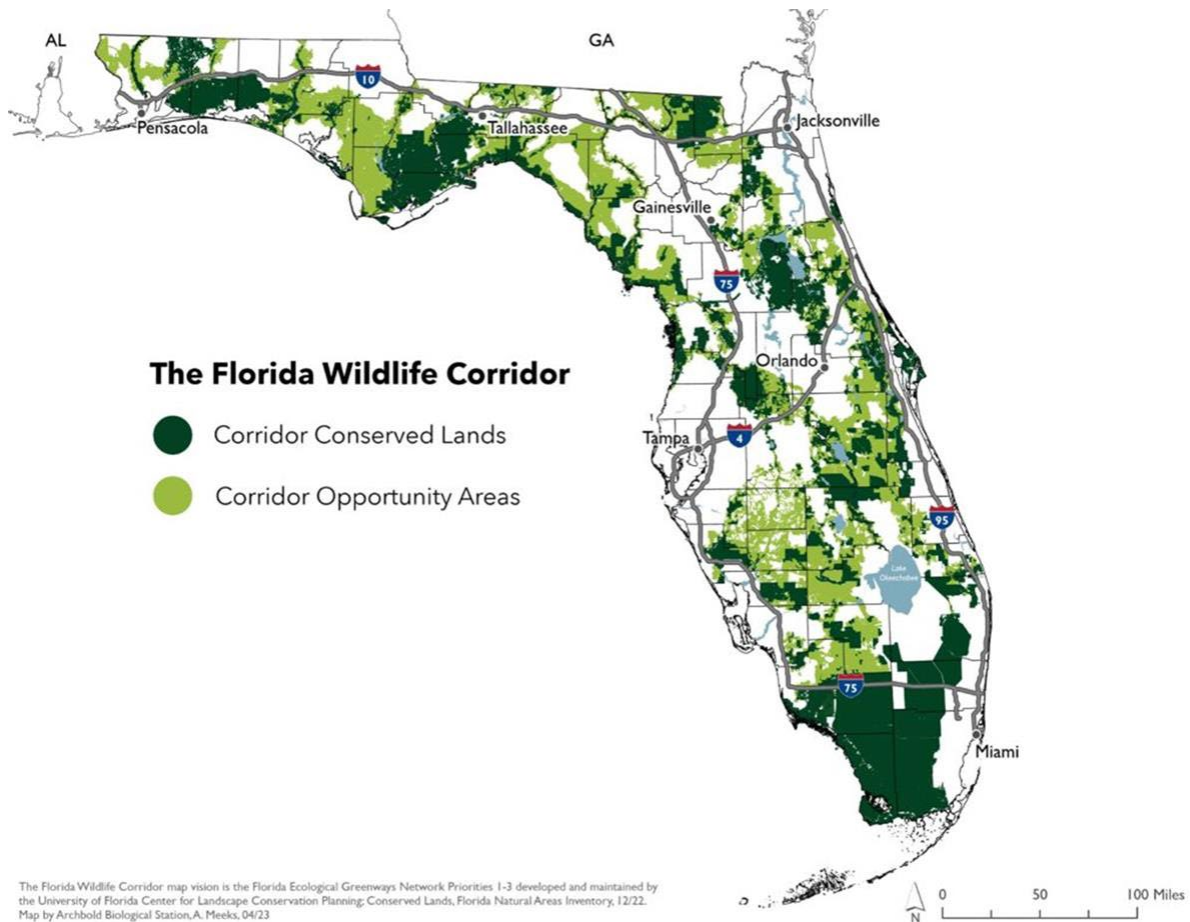 AL
GA
10
Pensacola
Tallahassee
Jacksonville
Gainesville
75
The Florida Wildlife Corridor
Orlando
Corridor Conserved Lands
Tampa
4
Corridor Opportunity Areas
95
Lake
Okeechobee
75
Miami
The Florida Wildlife Corridor map vision is the Florida Ecological Greenways Network Priorities 1-3 developed and maintained by
the University of Florida Center for Landscape Conservation Planning; Conserved Lands, Florida Natural Areas Inventory, 12/22.
Map by Archbold Biological Station, A. Meeks, 04/23
N
0 50 100 Miles